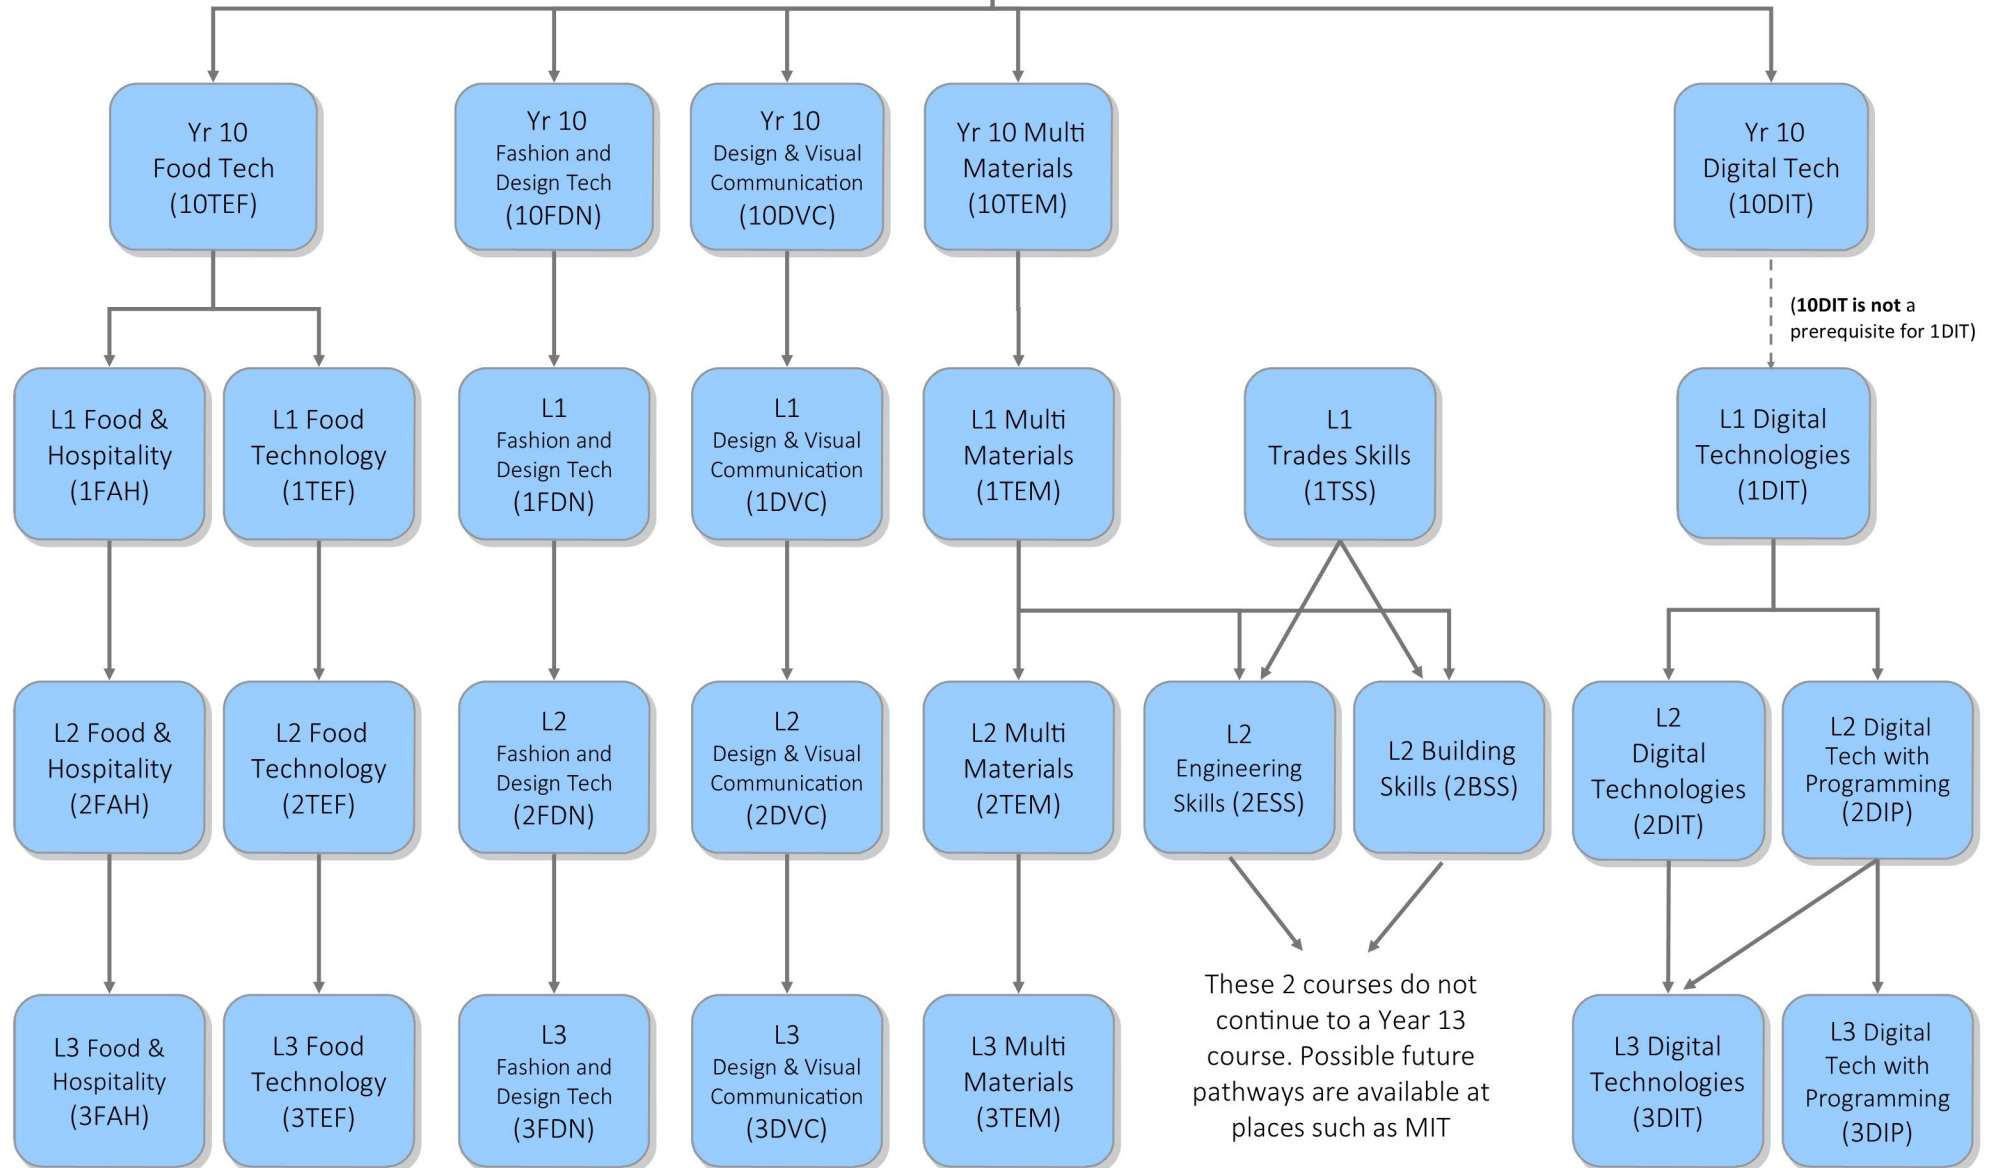 Yr 10
Food Tech
(10TEF)
Yr 10
Fashion and
Design Tech
(10FDN)
Yr 10
Design & Visual
Communication
(10DVC)
Yr 10 Multi
Materials
(10TEM)
Yr 10
Digital Tech
(10DIT)
(10DIT is not a
prerequisite for 1DIT)
L1 Food &
Hospitality
(1FAH)
L1 Food
Technology
(1TEF)
L1
Fashion and
Design Tech
(1FDN)
L1
Design & Visual
Communication
(1DVC)
L1 Multi
Materials
(1TEM)
L1
Trades Skills
(1TSS)
L1 Digital
Technologies
(1DIT)
L2 Food &
Hospitality
(2FAH)
L2 Food
Technology
(2TEF)
L2
Fashion and
Design Tech
(2FDN)
L2
Design & Visual
Communication
(2DVC)
L2 Multi
Materials
(2TEM)
L2
Engineering
Skills (2ESS)
L2 Building
Skills (2BSS)
L2
Digital
Technologies
(2DIT)
L2 Digital
Tech with
Programming
(2DIP)
L3 Food &
Hospitality
(3FAH)
L3 Food
Technology
(3TEF)
L3
Fashion and
Design Tech
(3FDN)
L3
Design & Visual
Communication
(3DVC)
L3 Multi
Materials
(3TEM)
These 2 courses do not
continue to a Year 13
course. Possible future
pathways are available at
places such as MIT
L3 Digital
Technologies
(3DIT)
L3 Digital
Tech with
Programming
(3DIP)